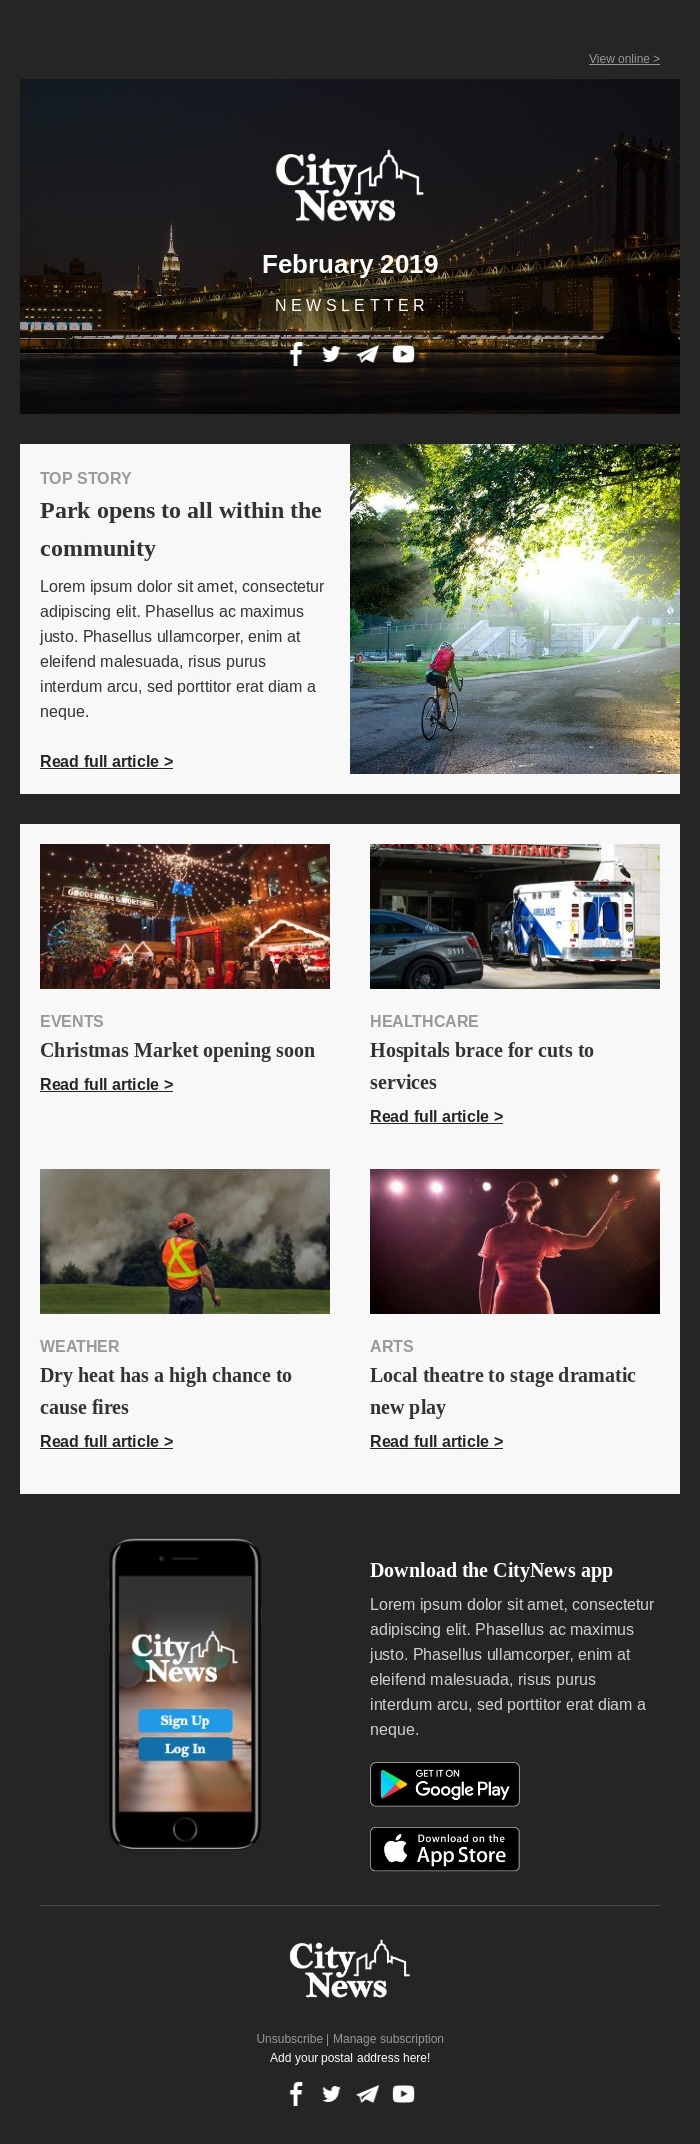 View online >
City
News
February 2019
NEWSLETTER
TOP STORY
Park opens to all within the
community
Lorem ipsum dolor sit amet, consectetur
adipiscing elit. Phasellus ac maximus
justo. Phasellus ullamcorper, enim at
eleifend malesuada, risus purus
interdum arcu, sed porttitor erat diam a
neque.
Read full article >
GOODERHAM & WORTS
ENTRANCE
AMBULANCE
EVENTS
Christmas Market opening soon
Read full article >
HEALTHCARE
Hospitals brace for cuts to
services
Read full article >
WEATHER
Dry heat has a high chance to
cause fires
Read full article >
ARTS
Local theatre to stage dramatic
new play
Read full article >
City
News
Sign Up
Log In
Download the CityNews app
Lorem ipsum dolor sit amet, consectetur
adipiscing elit. Phasellus ac maximus
justo. Phasellus ullamcorper, enim at
eleifend malesuada, risus purus
interdum arcu, sed porttitor erat diam a
neque.
GET IT ON
Google Play
Download on the
App Store
City
News
Unsubscribe | Manage subscription
Add your postal address here!